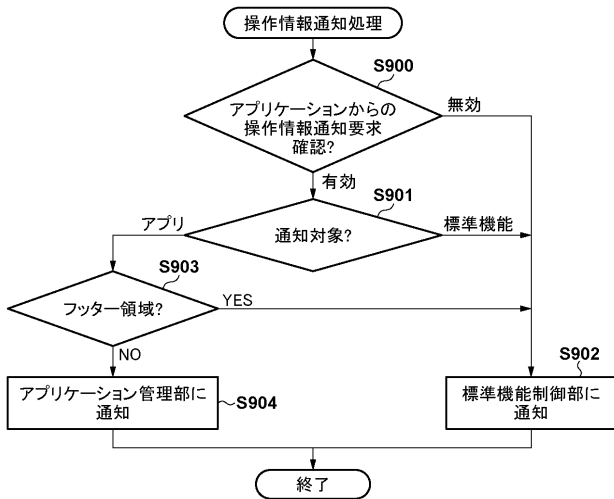 操作情報通知処理
S900
アプリケーションからの
操作情報通知要求
確認?
無効
有効
S901
アプリ
通知対象?
標準機能
S903
フッター領域?
YES
NO
S902
アプリケーション管理部に
通知
S904
標準機能制御部に
通知
終了